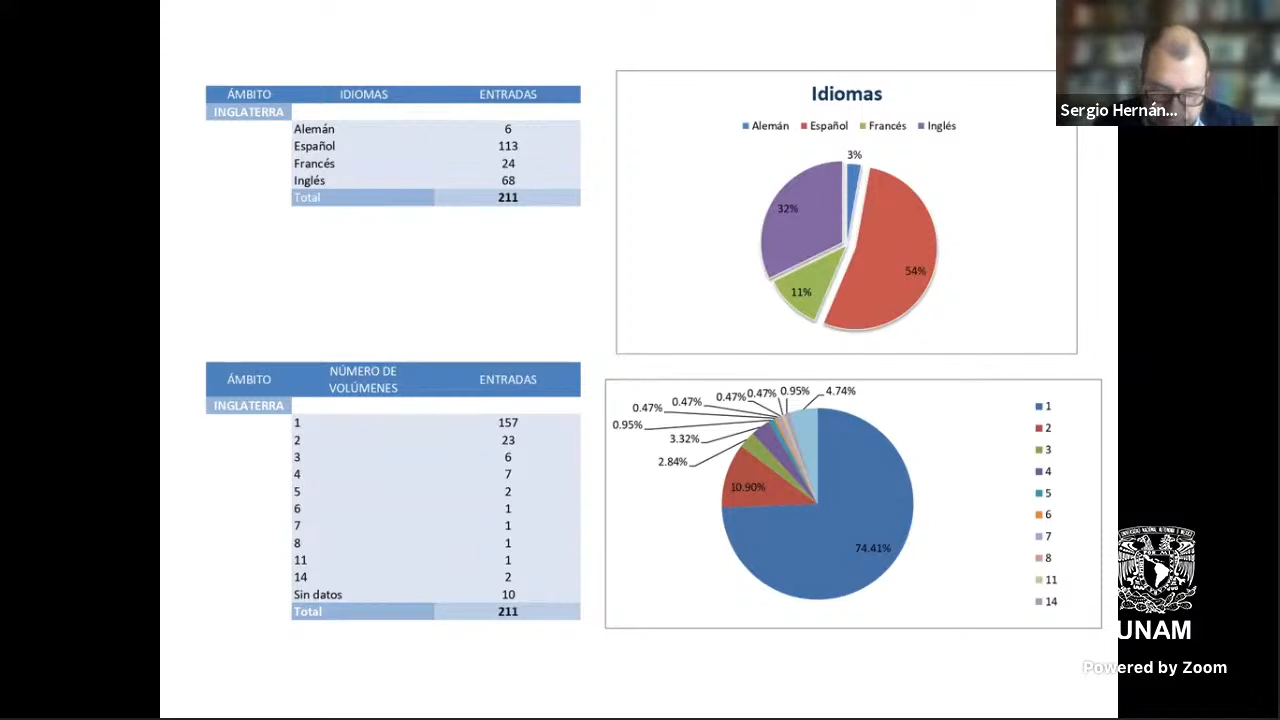 ÁMBITO IDIOMAS ENTRADAS
INGLATERRA
Alemán 6
Español 113
Francés 24
Inglés 68
Total 211
Idiomas
Alemán Español Francés Inglés
3%
32%
54%
11%
Sergio Hernán...
ÁMBITO NÚMERO DE VOLÚMENES ENTRADAS
INGLATERRA
1 157
2 23
3 6
4 7
5 2
6 1
7 1
8 1
11 1
14 2
Sin datos 10
Total 211
0.47% 0.47% 0.47% 0.47% 0.95% 4.74%
0.95%
3.32%
2.84%
10.90%
74.41%
1
2
3
4
5
6
7
8
11
14
UNAM
Powered by Zoom